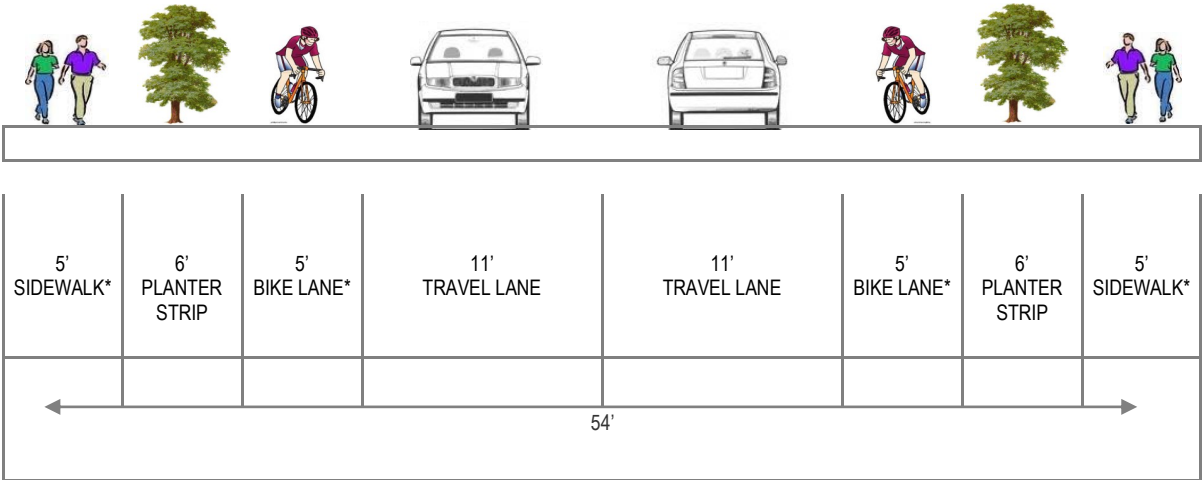 5’
SIDEWALK*
6’
PLANTER
STRIP
5’
BIKE LANE*
11’
TRAVEL LANE
11’
TRAVEL LANE
5’
BIKE LANE*
6’
PLANTER
STRIP
5’
SIDEWALK*
54’